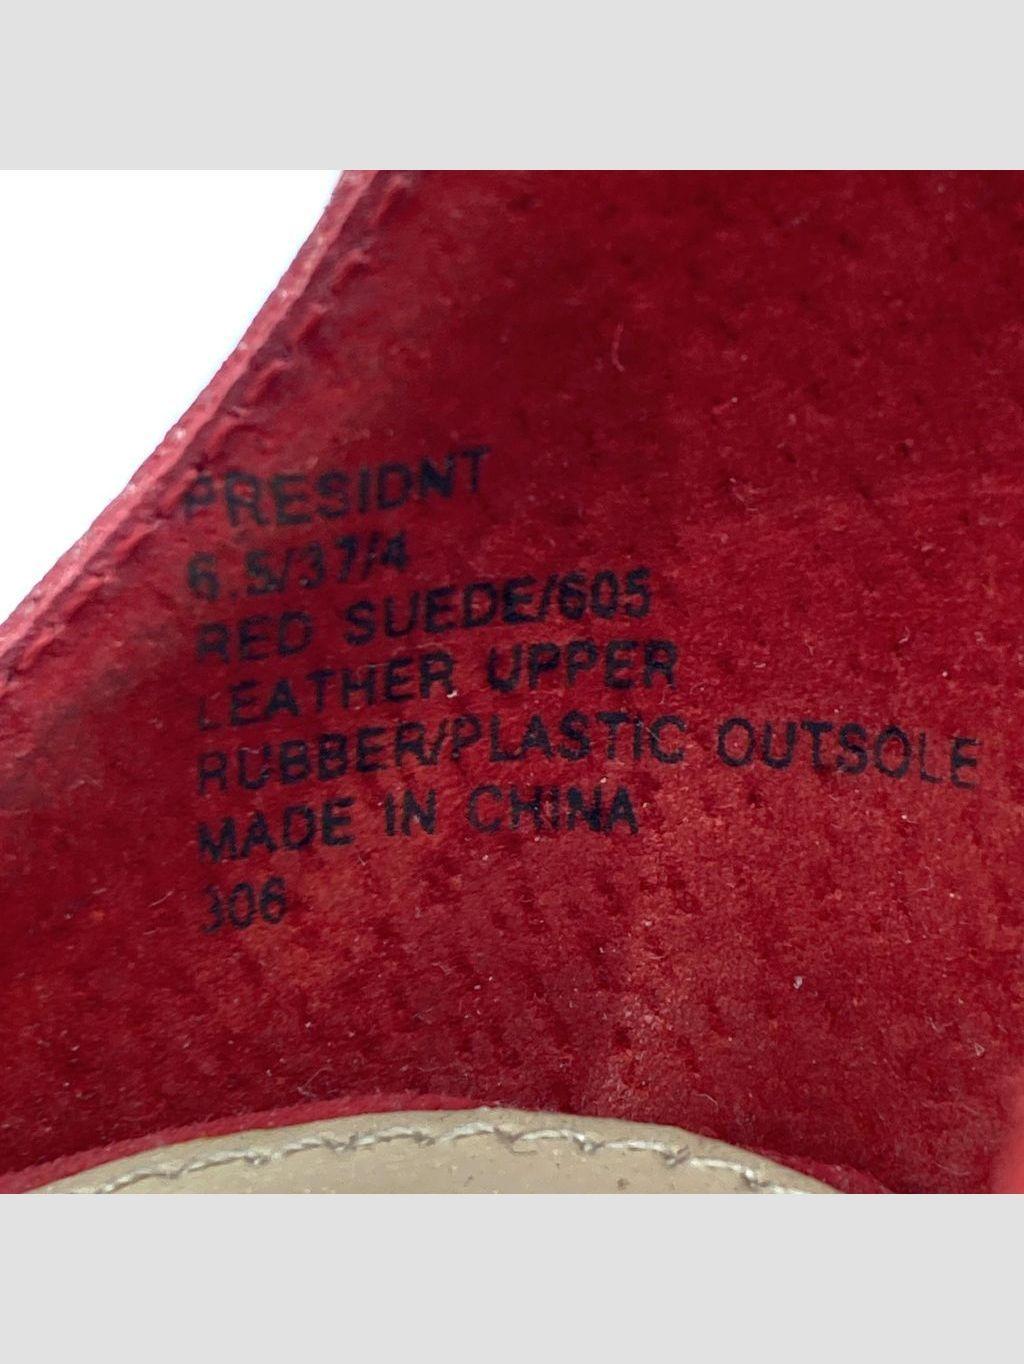 PRESIDNT
6.5/37/4
RED SUEDE/605
LEATHER UPPER
RUBBER/PLASTIC OUTSOLE
MADE IN CHINA
306